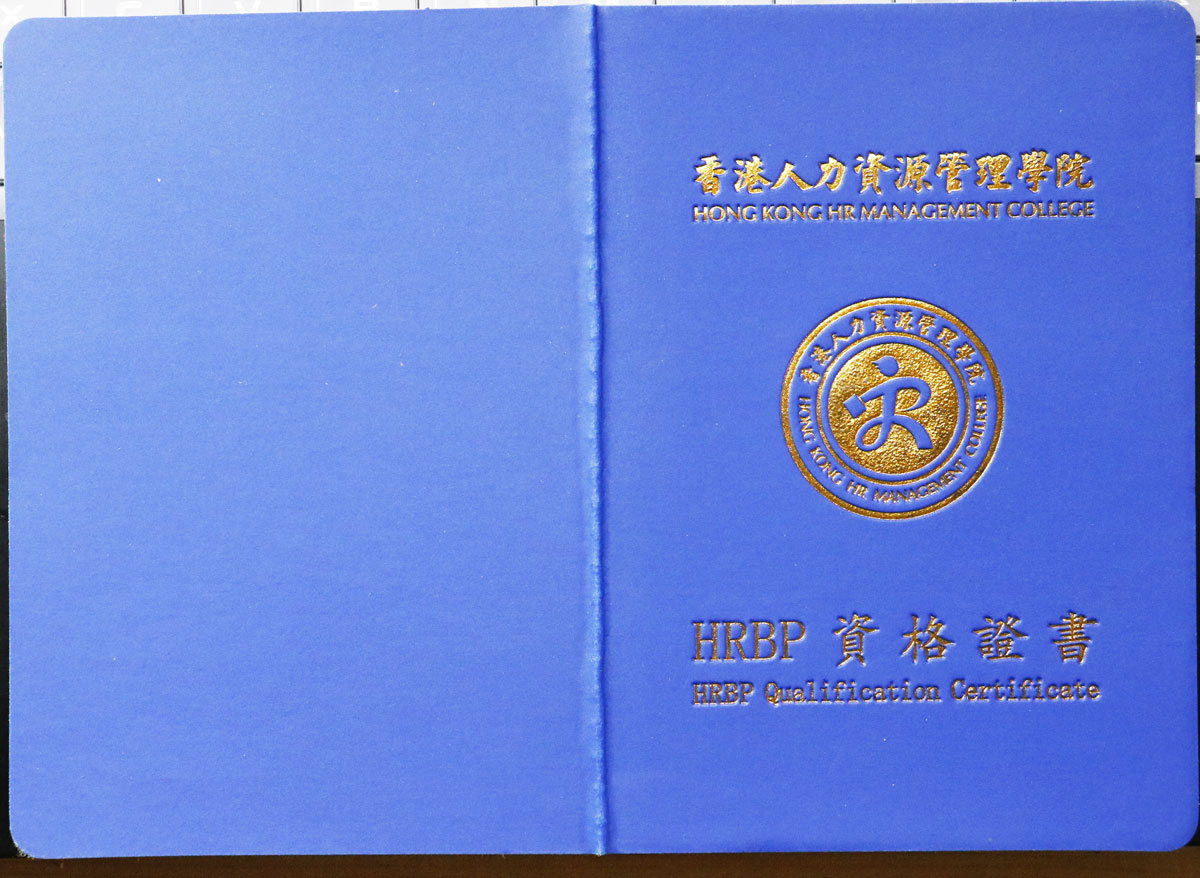 香港人力資源管理學院
HONG KONG HR MANAGEMENT COLLEGE
香港人力資源管理學院
HONG KONG HR MANAGEMENT COLLEGE
HRBP 資格證書
HRBP Qualification Certificate